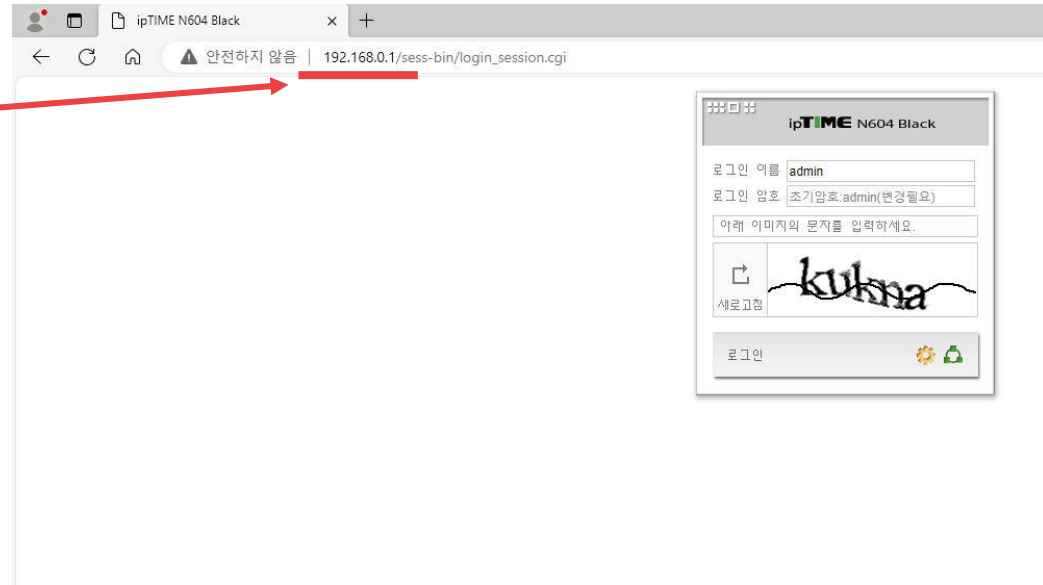 ipTIME N604 Black
안전하지 않음 | 192.168.0.1/sess-bin/login_session.cgi
ipTIME N604 Black
로그인 이름 admin
로그인 암호 초기암호:admin(변경필요)
아래 이미지의 문자를 입력하세요.
kukna
새로고침
로그인